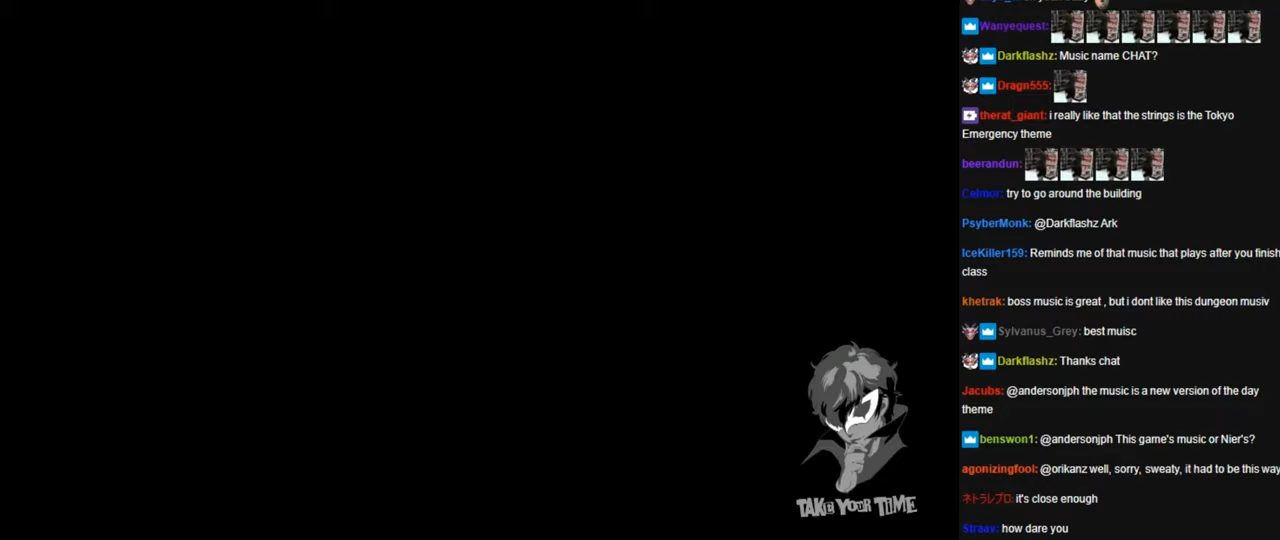 Wanyequest:
Darkflashz: Music name CHAT?
Dragn555:
therat_giant: i really like that the strings is the Tokyo
Emergency theme
beerandun:
Celmor: try to go around the building
PsyberMonk: @Darkflashz Ark
IceKiller159: Reminds me of that music that plays after you finish
class
khetrak: boss music is great , but i dont like this dungeon musiv
Sylvanus_Grey: best muisc
Darkflashz: Thanks chat
Jacubs: @andersonjph the music is a new version of the day
theme
benswon1: @andersonjph This game's music or Nier's?
agonizingfool: @orikanz well, sorry, sweaty, it had to be this way
ネトラレブロ: it's close enough
Straav: how dare you
TAKE YOUR TIME